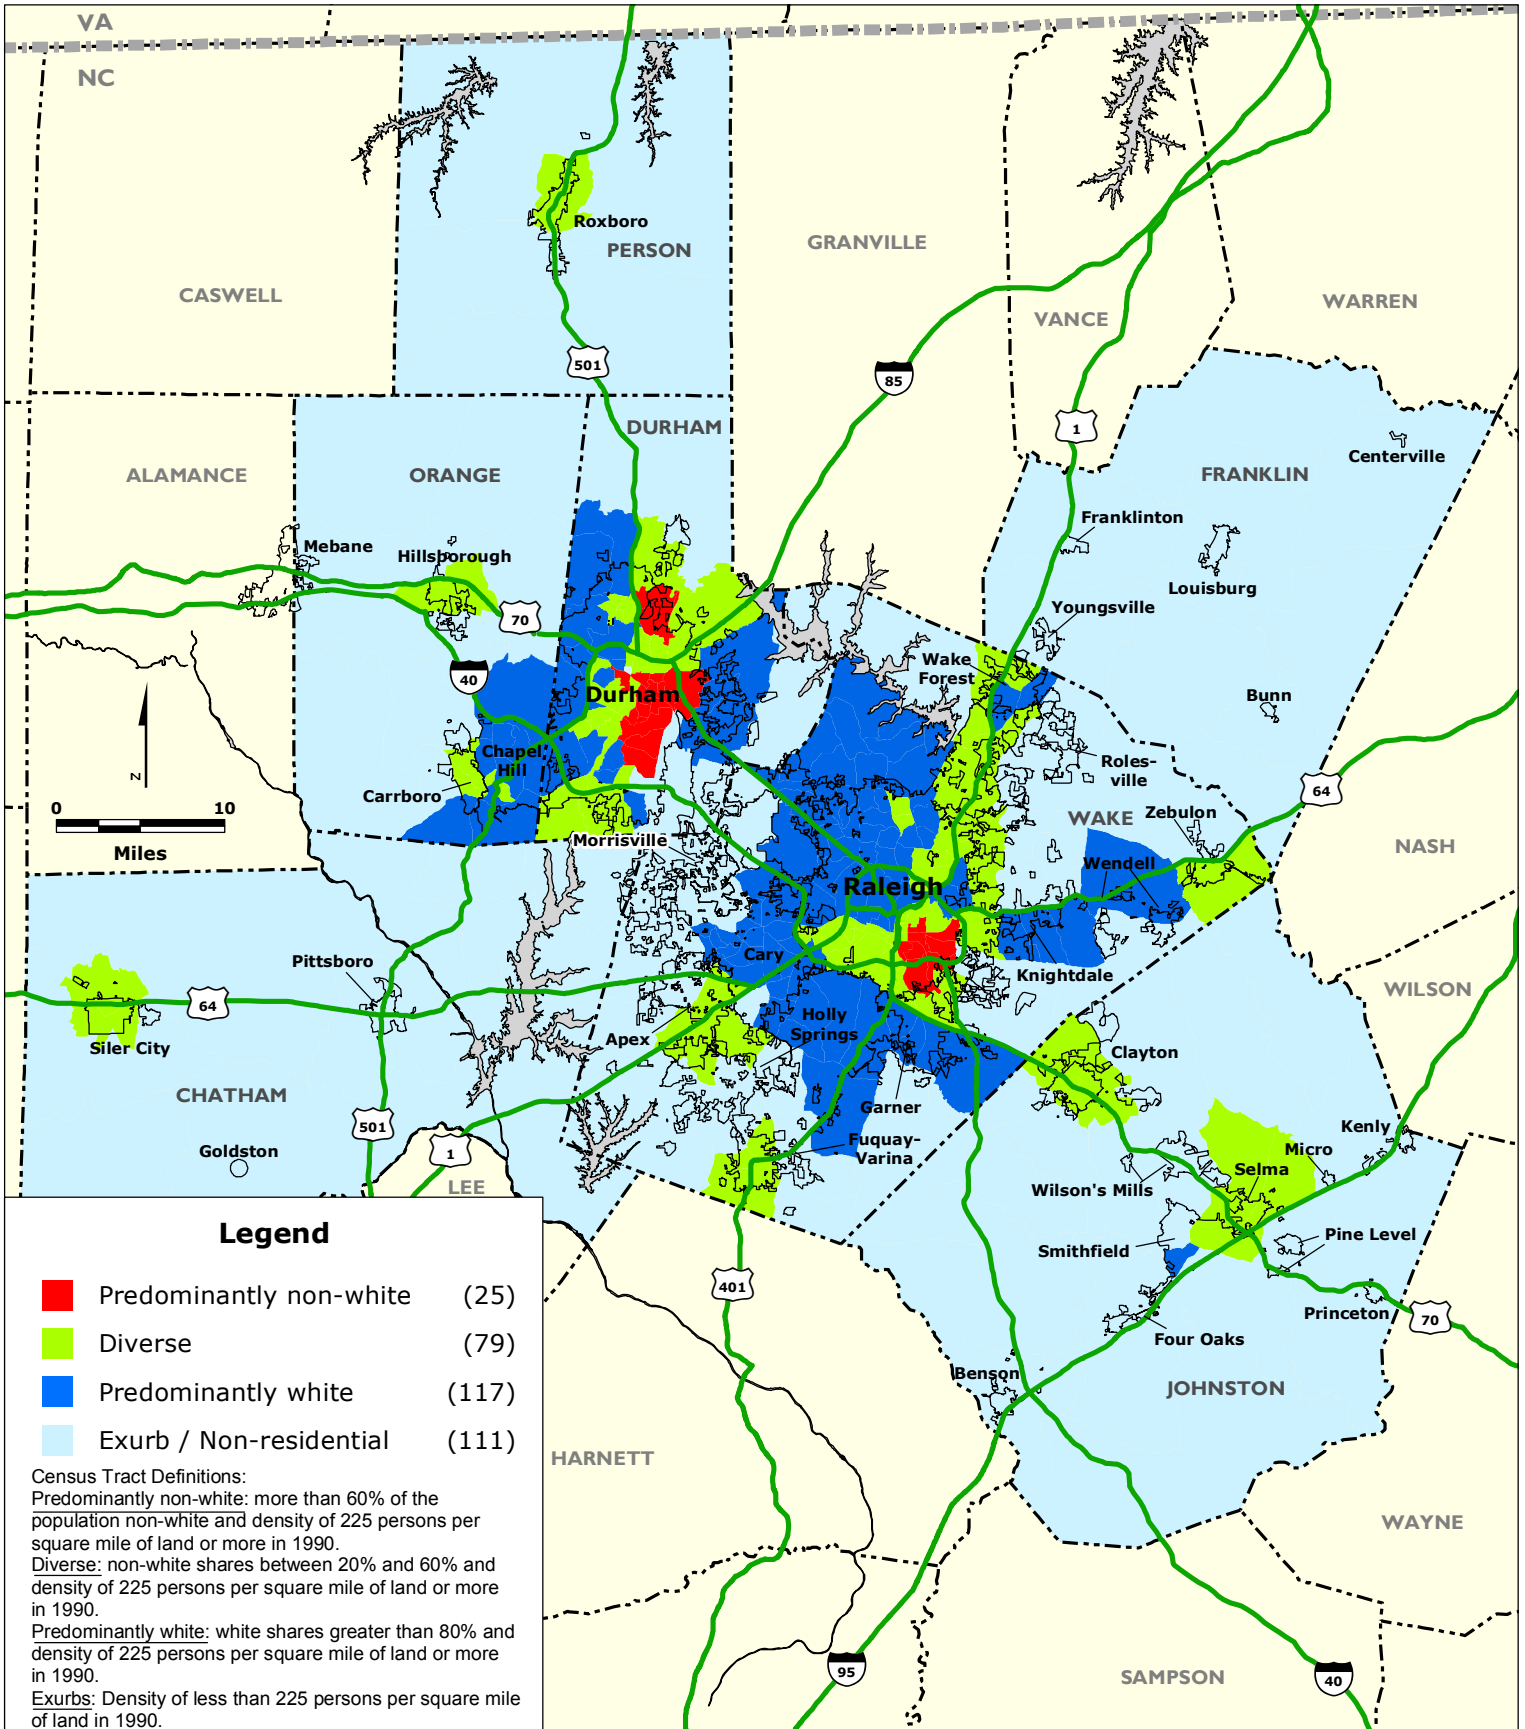 VA
NC
Roxboro
PERSON
GRANVILLE
CASWELL
VANCE
WARREN
501
85
1
DURHAM
Centerville
ALAMANCE
ORANGE
FRANKLIN
Franklinton
Mebane
Hillsborough
Louisburg
Youngsville
70
Wake
Forest
40
Durham
Bunn
Chapel
Hill
Roles-
ville
N
64
Carrboro
0
10
Miles
WAKE
Zebulon
Morrisville
NASH
Wendell
Raleigh
Cary
Pittsboro
Knightdale
64
WILSON
Holly
Springs
Siler City
Apex
Clayton
CHATHAM
Garner
501
Kenly
Fuquay-
Varina
Goldston
1
Micro
Selma
LEE
Wilson's Mills
Legend
Pine Level
Smithfield
401
Predominantly non-white (25)
Princeton
70
Diverse (79)
Four Oaks
Benson
Predominantly white (117)
JOHNSTON
Exurb / Non-residential (111)
HARNETT
Census Tract Definitions:
Predominantly non-white: more than 60% of the
population non-white and density of 225 persons per
square mile of land or more in 1990.
Diverse: non-white shares between 20% and 60% and
density of 225 persons per square mile of land or more
in 1990.
Predominantly white: white shares greater than 80% and
density of 225 persons per square mile of land or more
in 1990.
Exurbs: Density of less than 225 persons per square mile
of land in 1990.
WAYNE
95
SAMPSON
40